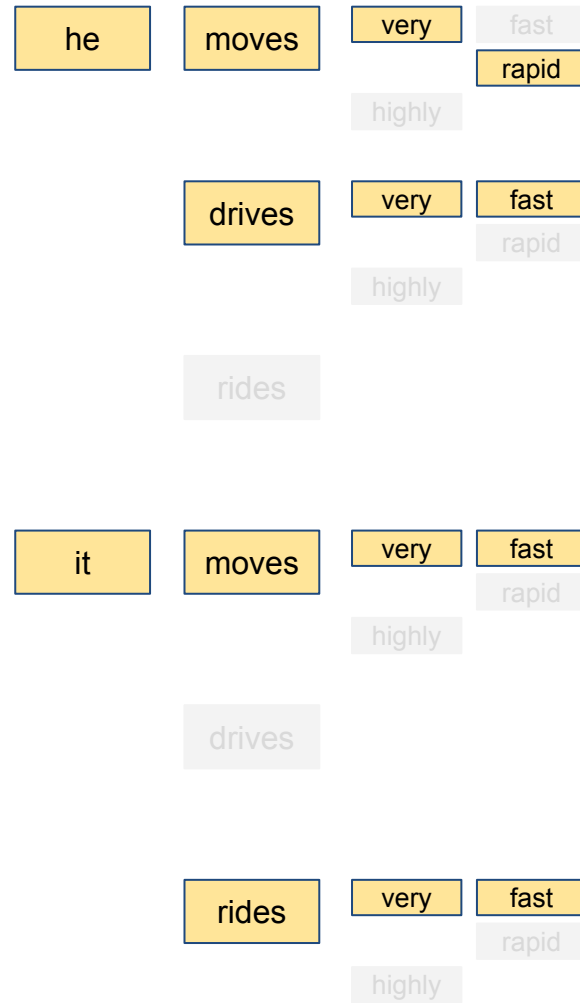 he moves very fast
rapid
highly
drives very fast
rapid
highly
rides
it moves very fast
rapid
highly
drives
rides very fast
rapid
highly